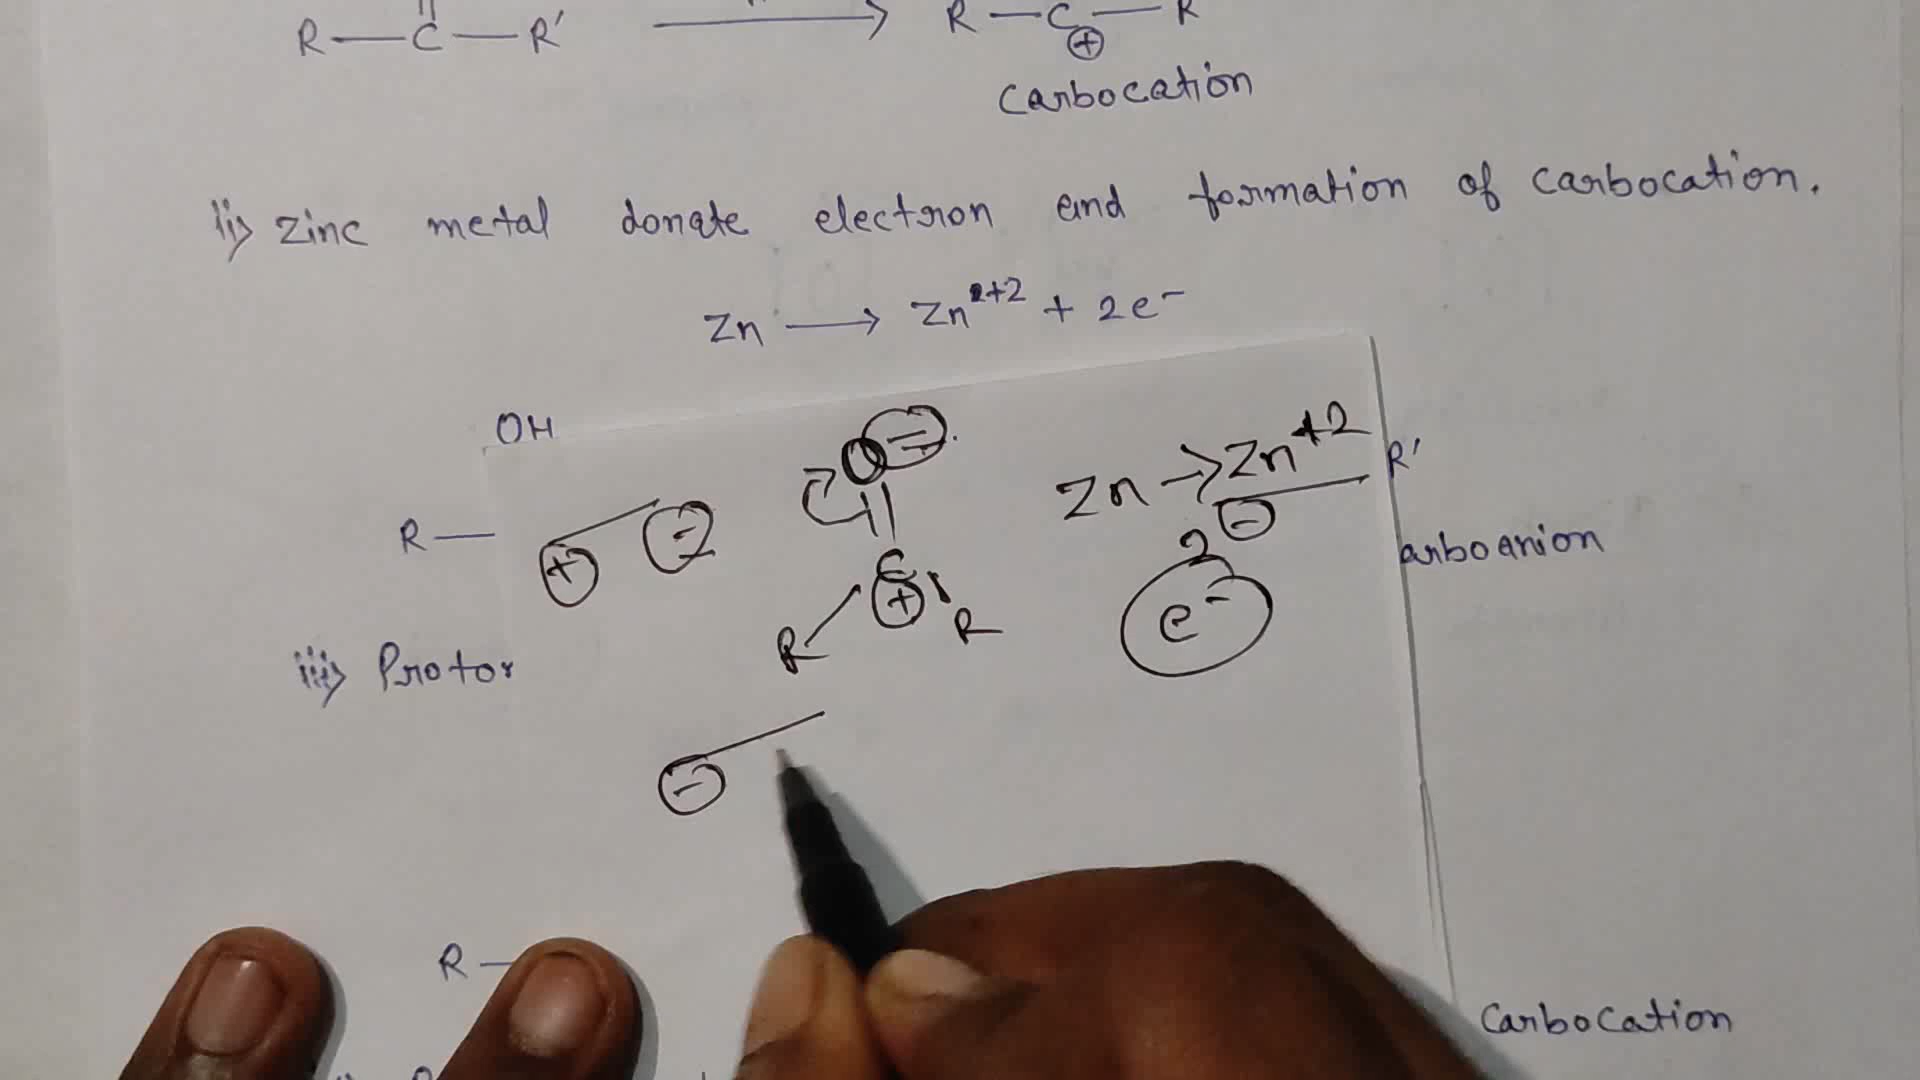 R — C — R' → R — C — R
⊕
Carbocation
ii> Zinc metal donate electron and formation of carbocation.
Zn → Zn+2 + 2e-
OH
R —
R'
O
C
⊕
R R
⊕ ⊖
Zn → Zn+2
⊖
2
e-
arboanion
iii> Protor
⊖
R —
Carbocation